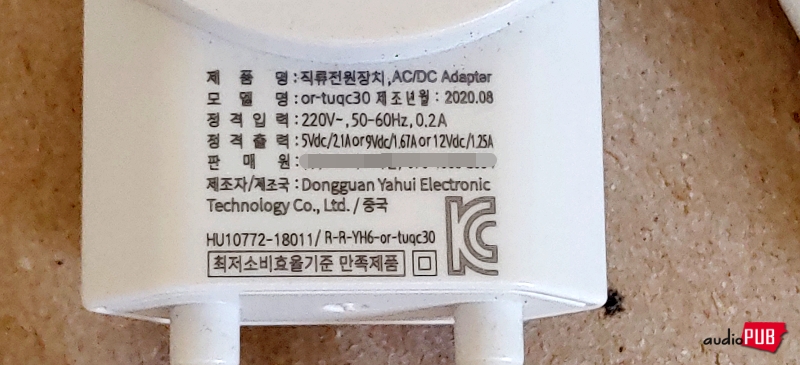 제 품 명 : 직류전원장치, AC/DC Adapter
모 델 명 : or-tuqc30 제조년월 : 2020.08
정 격 입 력 : 220V~, 50-60Hz, 0.2A
정 격 출 력 : 5Vdc/2.1A or 9Vdc/1.67A or 12Vdc/1.25A
판 매 원 :
제조자/제조국 : Dongguan Yahui Electronic
Technology Co., Ltd. / 중국
HU10772-18011/ R-R-YH6-or-tuqc30
최저소비효율기준 만족제품
KC
audioPUB